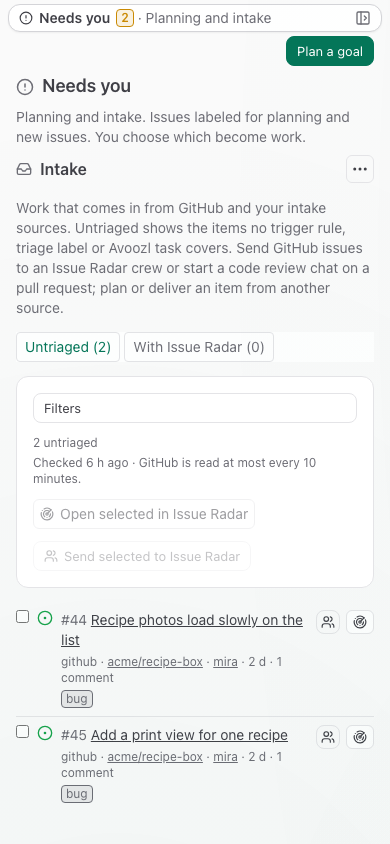 Needs you 2 · Planning and intake
Plan a goal
Needs you
Planning and intake. Issues labeled for planning and
new issues. You choose which become work.
Intake
Work that comes in from GitHub and your intake
sources. Untriaged shows the items no trigger rule,
triage label or Avoozl task covers. Send GitHub issues
to an Issue Radar crew or start a code review chat on a
pull request; plan or deliver an item from another
source.
Untriaged (2) With Issue Radar (0)
Filters
2 untriaged
Checked 6 h ago · GitHub is read at most every 10
minutes.
Open selected in Issue Radar
Send selected to Issue Radar
#44 Recipe photos load slowly on the
list
github · acme/recipe-box · mira · 2 d · 1
comment
bug
#45 Add a print view for one recipe
github · acme/recipe-box · mira · 2 d · 1
comment
bug